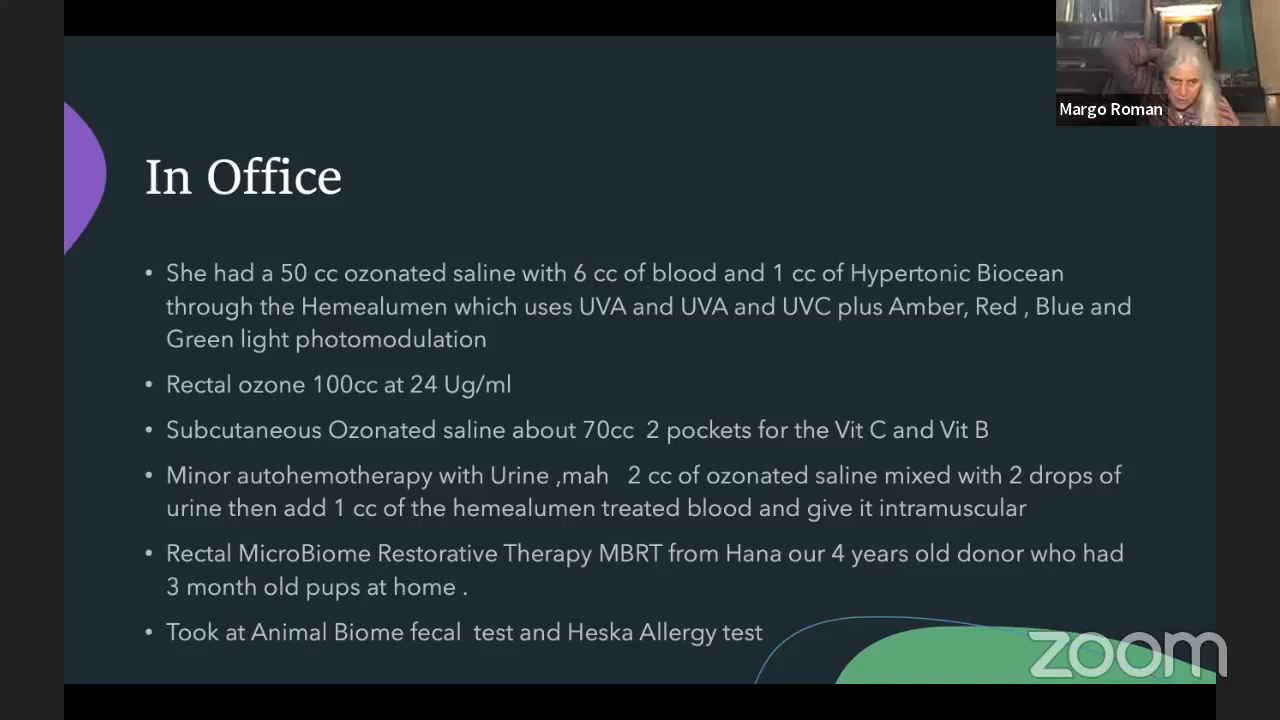 Margo Roman
In Office
• She had a 50 cc ozonated saline with 6 cc of blood and 1 cc of Hypertonic Biocean
through the Hemealumen which uses UVA and UVA and UVC plus Amber, Red , Blue and
Green light photomodulation
• Rectal ozone 100cc at 24 Ug/ml
• Subcutaneous Ozonated saline about 70cc  2 pockets for the Vit C and Vit B
• Minor autohemotherapy with Urine ,mah   2 cc of ozonated saline mixed with 2 drops of
urine then add 1 cc of the hemealumen treated blood and give it intramuscular
• Rectal MicroBiome Restorative Therapy MBRT from Hana our 4 years old donor who had
3 month old pups at home .
• Took at Animal Biome fecal  test and Heska Allergy test
zoom